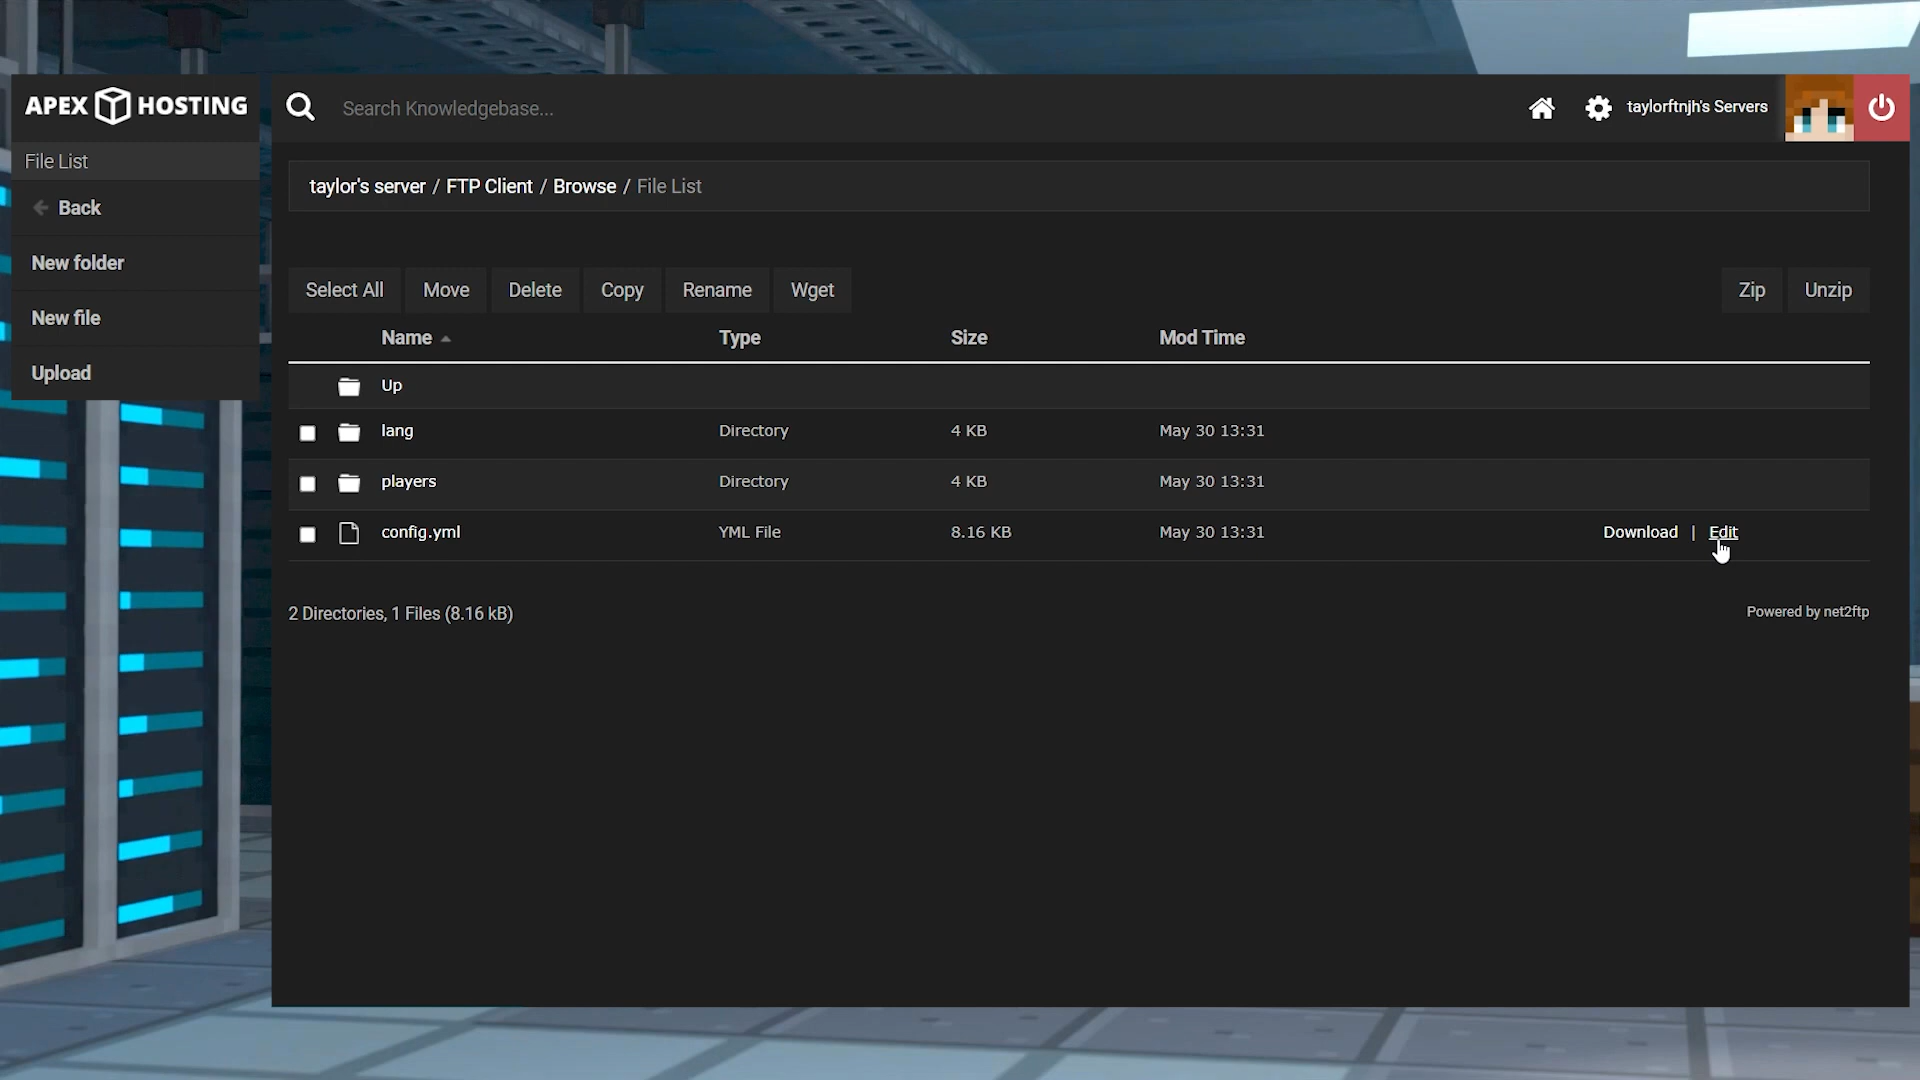 APEX HOSTING
Search Knowledgebase...
taylorftnjh's Servers
File List
Back
New folder
New file
Upload
taylor's server / FTP Client / Browse / File List
Select All Move Delete Copy Rename Wget Zip Unzip
Name Type Size Mod Time
Up
lang Directory 4 KB May 30 13:31
players Directory 4 KB May 30 13:31
config.yml YML File 8.16 KB May 30 13:31 Download | Edit
2 Directories, 1 Files (8.16 kB)
Powered by net2ftp